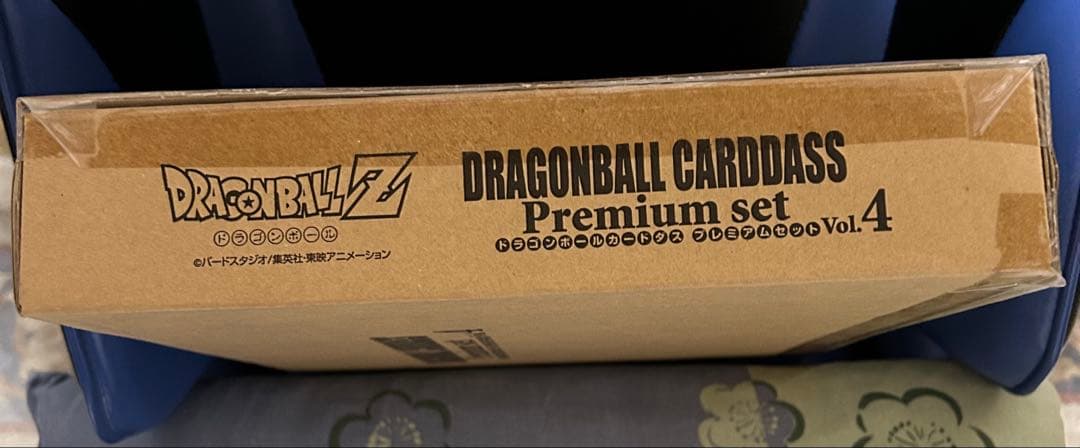 DRAGONBALL Z
ドラゴンボール
©バードスタジオ/集英社・東映アニメーション
DRAGONBALL CARDDASS
Premium set
ドラゴンボールカードダス プレミアムセット Vol.4